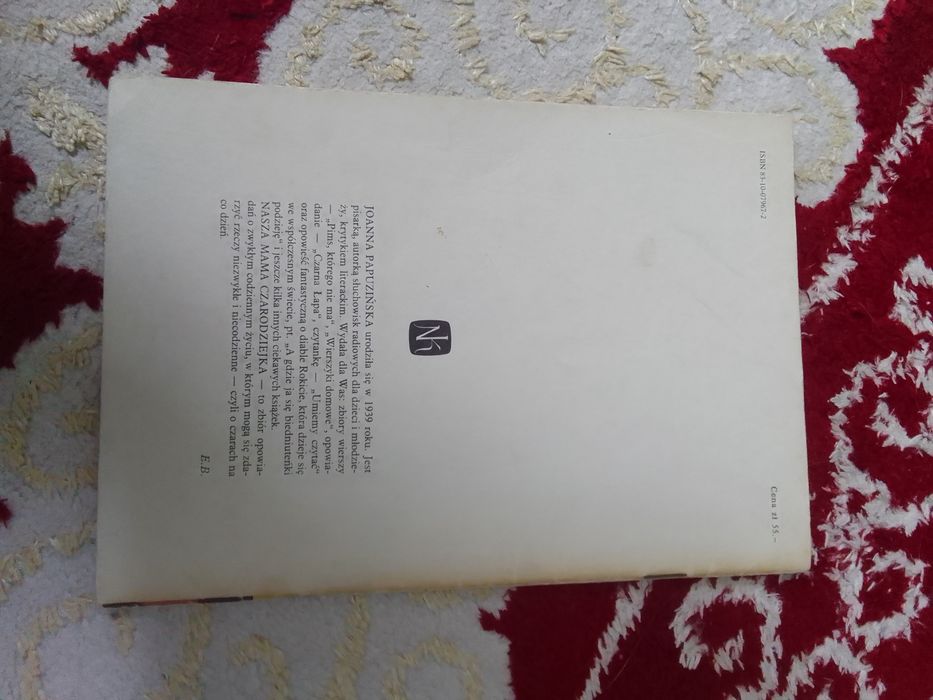 ISBN 83-10-07967-2
Cena zł 55.–
NK
JOANNA PAPUZIŃSKA urodziła się w 1939 roku. Jest
pisarką, autorką słuchowisk radiowych dla dzieci i młodzie-
ży, krytykiem literackim. Wydała dla Was: zbiory wierszy
— „Pims, którego nie ma“, „Wierszyki domowe“, opowia-
danie — „Czarna Łapa“, czytankę — „Umiemy czytać“
oraz opowieść fantastyczną o diable Rokicie, która dzieje się
we współczesnym świecie, pt. „A gdzie ja się biedniuteńki
podzieję“ i jeszcze kilka innych ciekawych książek.
NASZA MAMA CZARODZIEJKA — to zbiór opowia-
dań o zwykłym codziennym życiu, w którym mogą się zda-
rzyć rzeczy niezwykłe i niecodzienne — czyli o czarach na
co dzień.
E.B.